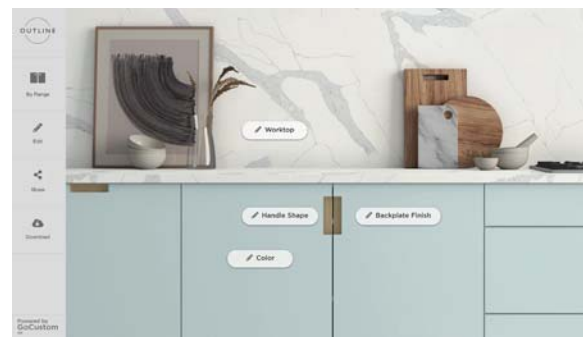 OUTLINE
By Range
Edit
Share
Download
Powered by
GoCustom
Worktop
Handle Shape
Backplate Finish
Color